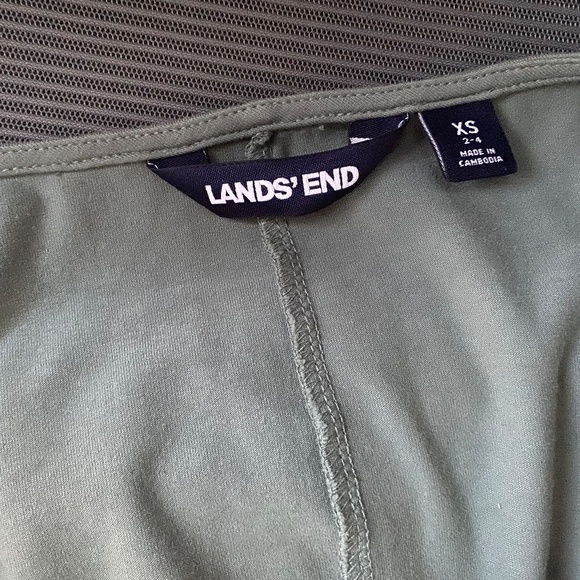 LANDS' END
XS
2-4
MADE IN
CAMBODIA